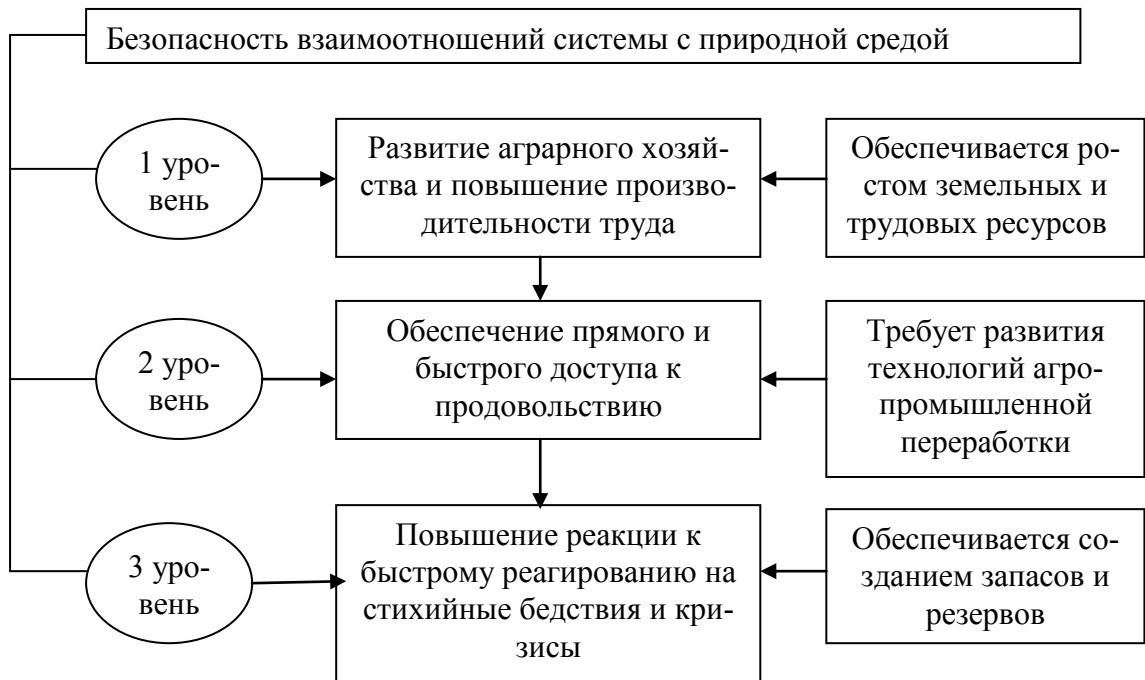 Безопасность взаимоотношений системы с природной средой
1 уро-
вень
Развитие аграрного хозяй-
ства и повышение произво-
дительности труда
Обеспечивается ро-
стом земельных и
трудовых ресурсов
2 уро-
вень
Обеспечение прямого и
быстрого доступа к
продовольствию
Требует развития
технологий агро-
промышленной
переработки
3 уро-
вень
Повышение реакции к
быстрому реагированию на
стихийные бедствия и кри-
зисы
Обеспечивается со-
зданием запасов и
резервов